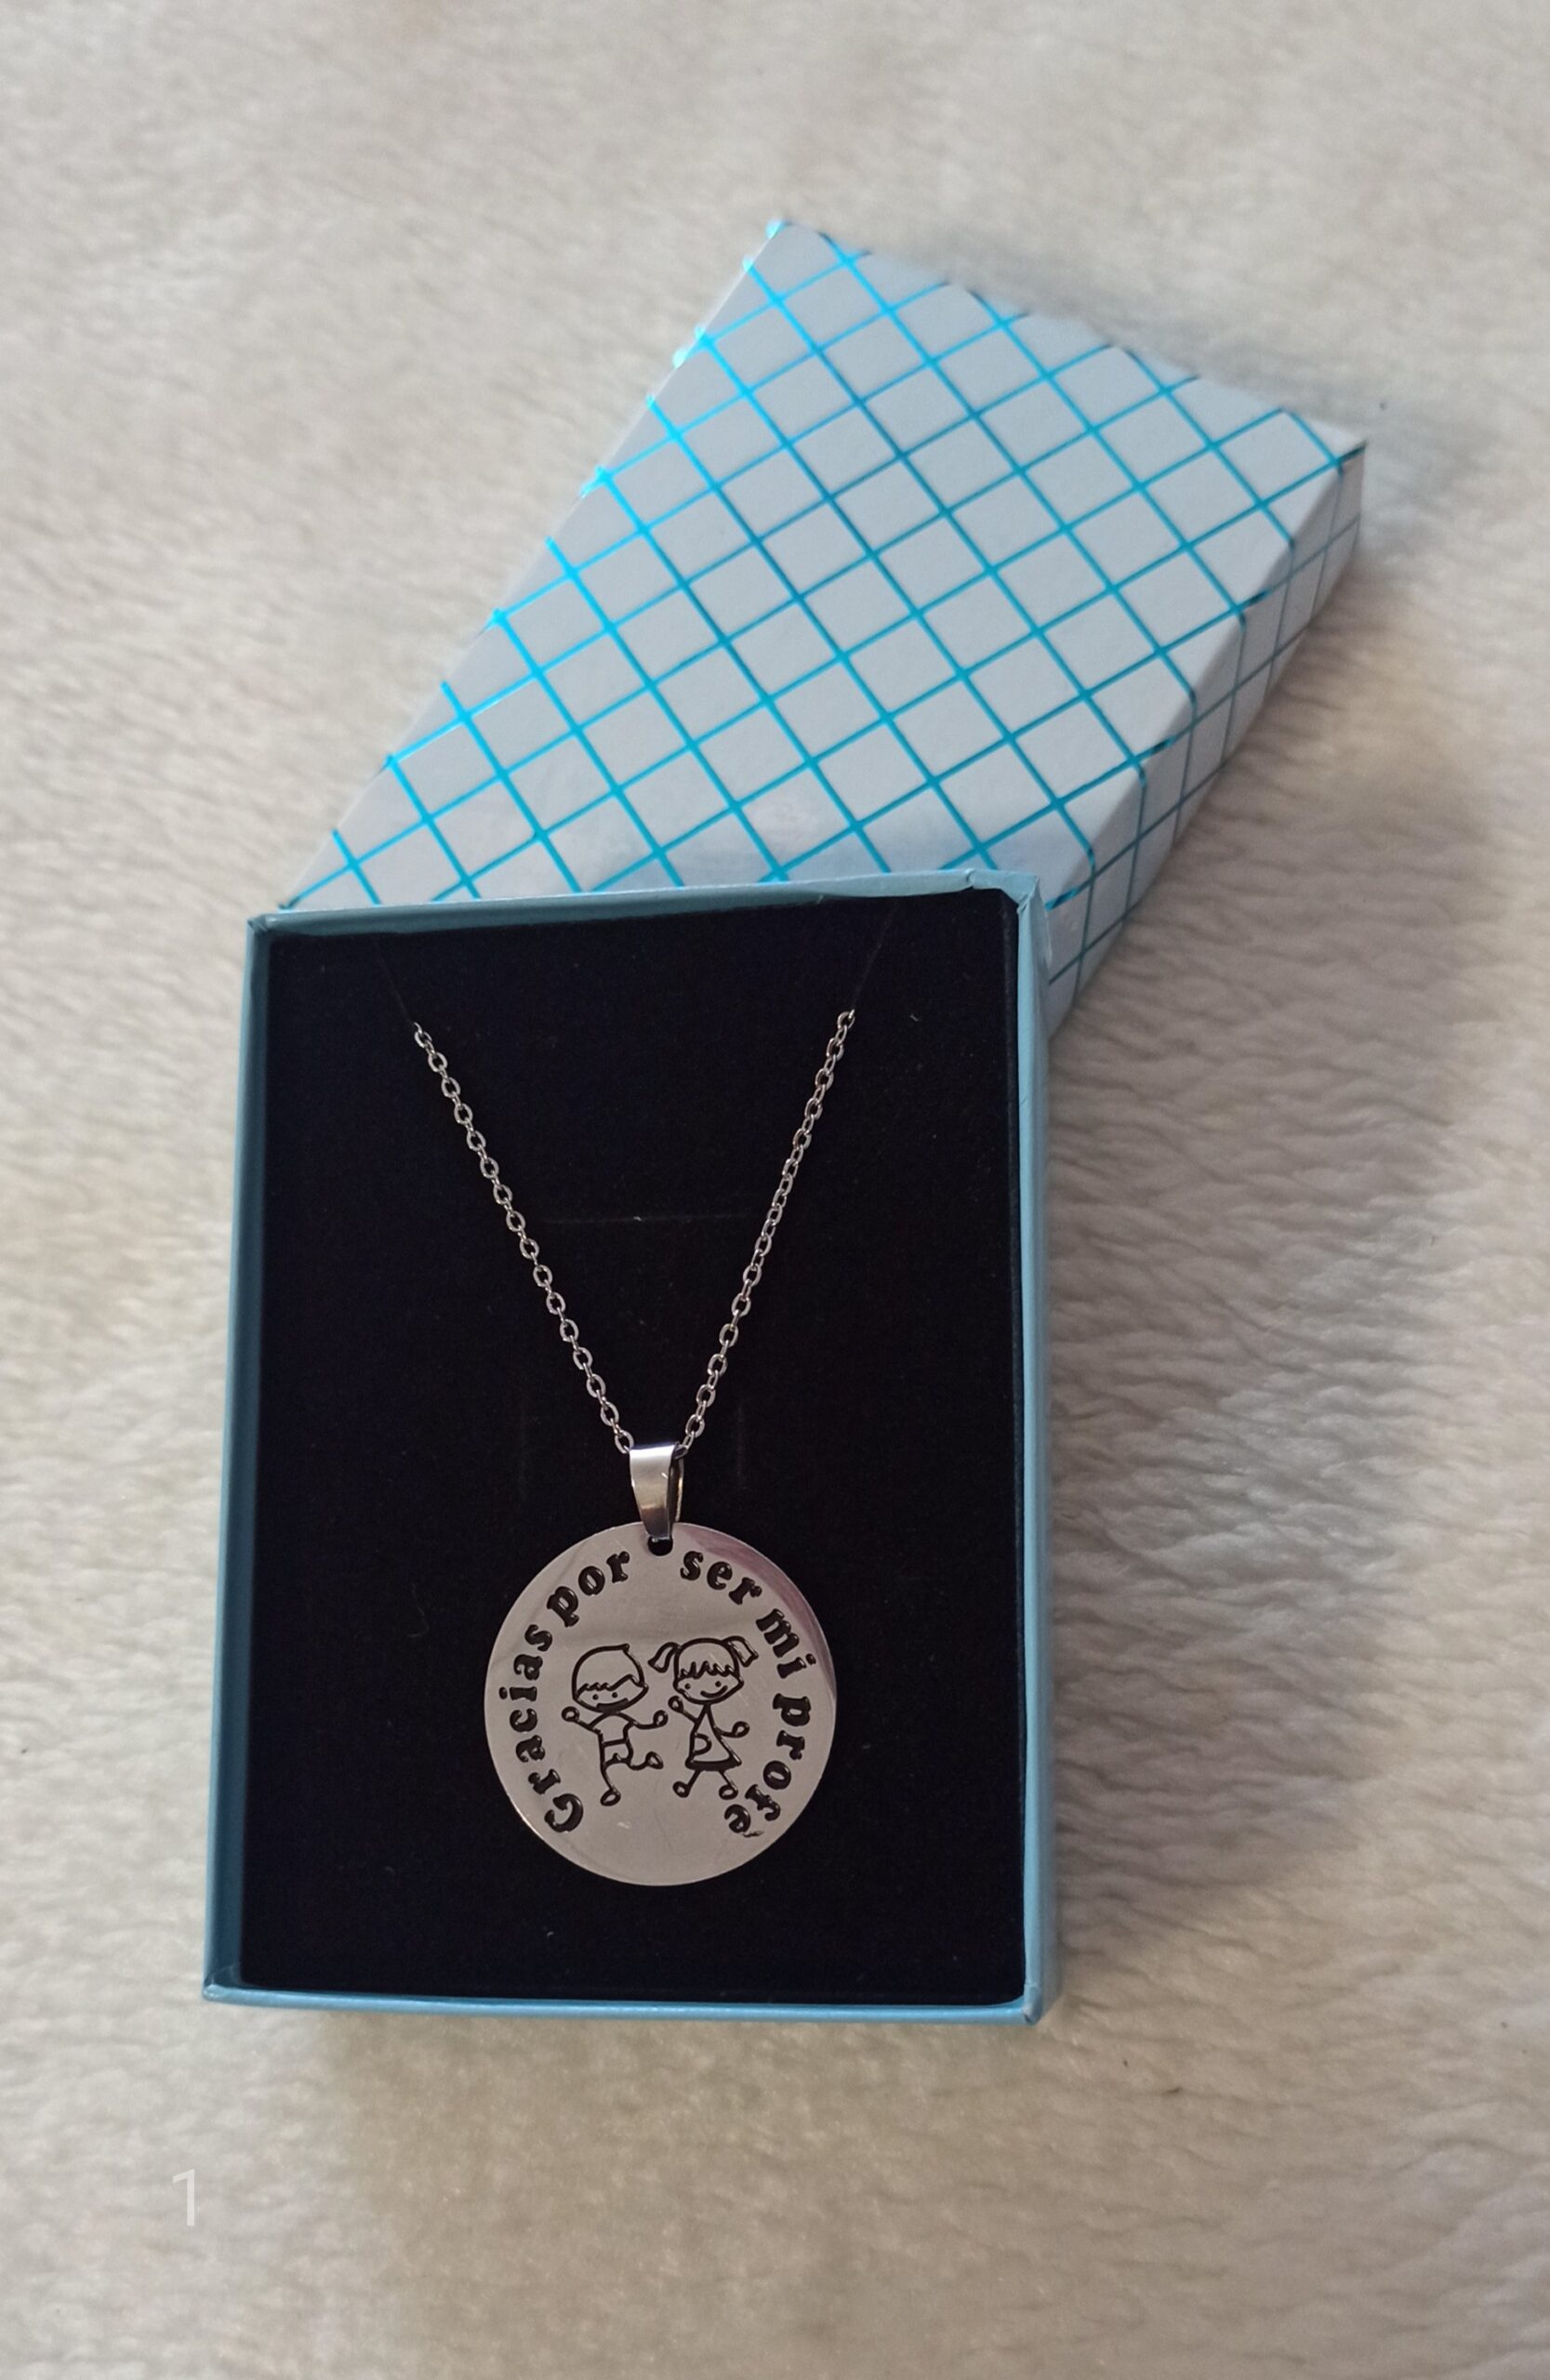 Gracias por ser mi profe
1